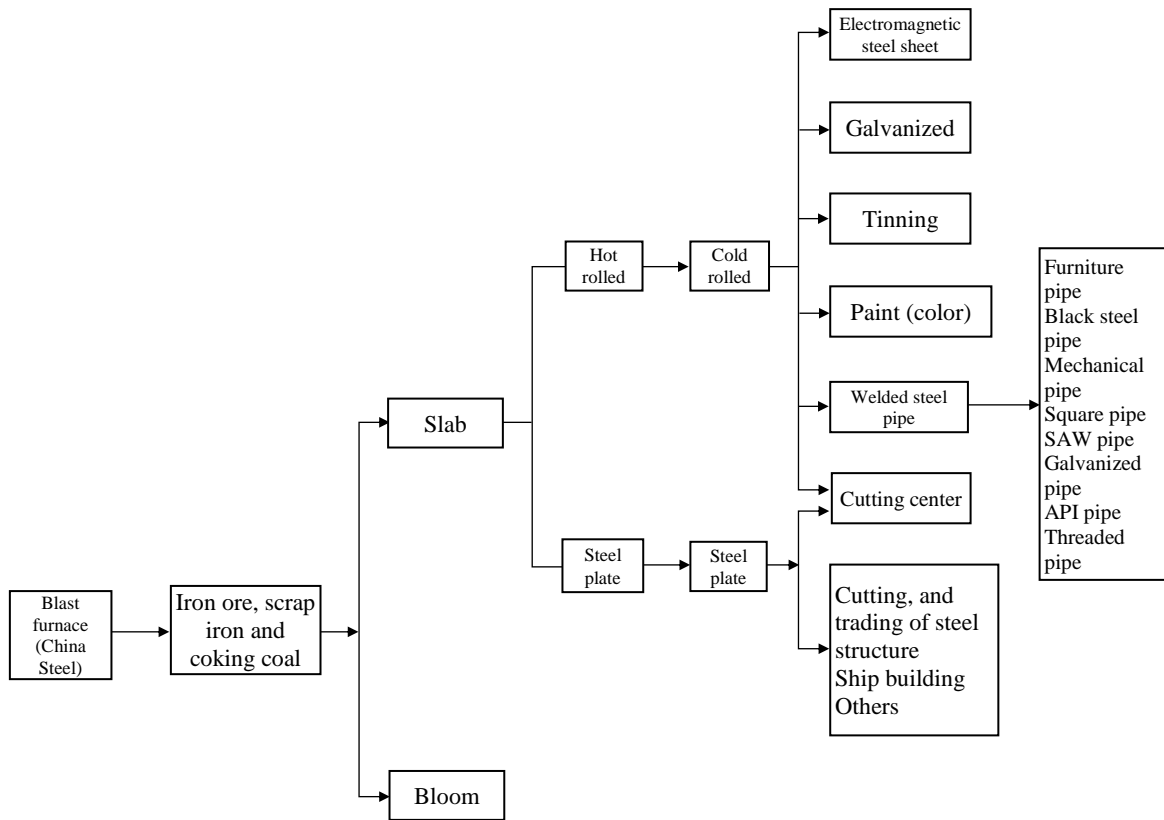 Electromagnetic
steel sheet
Galvanized
Tinning
Hot
rolled
Cold
rolled
Paint (color)
Welded steel
pipe
Furniture
pipe
Black steel
pipe
Mechanical
pipe
Square pipe
SAW pipe
Galvanized
pipe
API pipe
Threaded
pipe
Slab
Cutting center
Steel
plate
Steel
plate
Blast
furnace
(China
Steel)
Iron ore, scrap
iron and
coking coal
Cutting, and
trading of steel
structure
Ship building
Others
Bloom